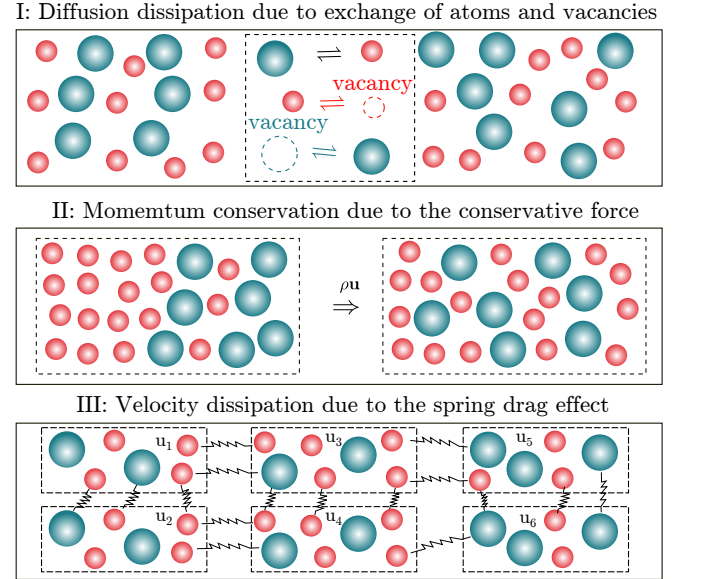 I: Diffusion dissipation due to exchange of atoms and vacancies
⇌
vacancy
⇌
vacancy
⇌
II: Momemtum conservation due to the conservative force
ρu
⇒
III: Velocity dissipation due to the spring drag effect
u₁ u₃ u₅
u₂ u₄ u₆